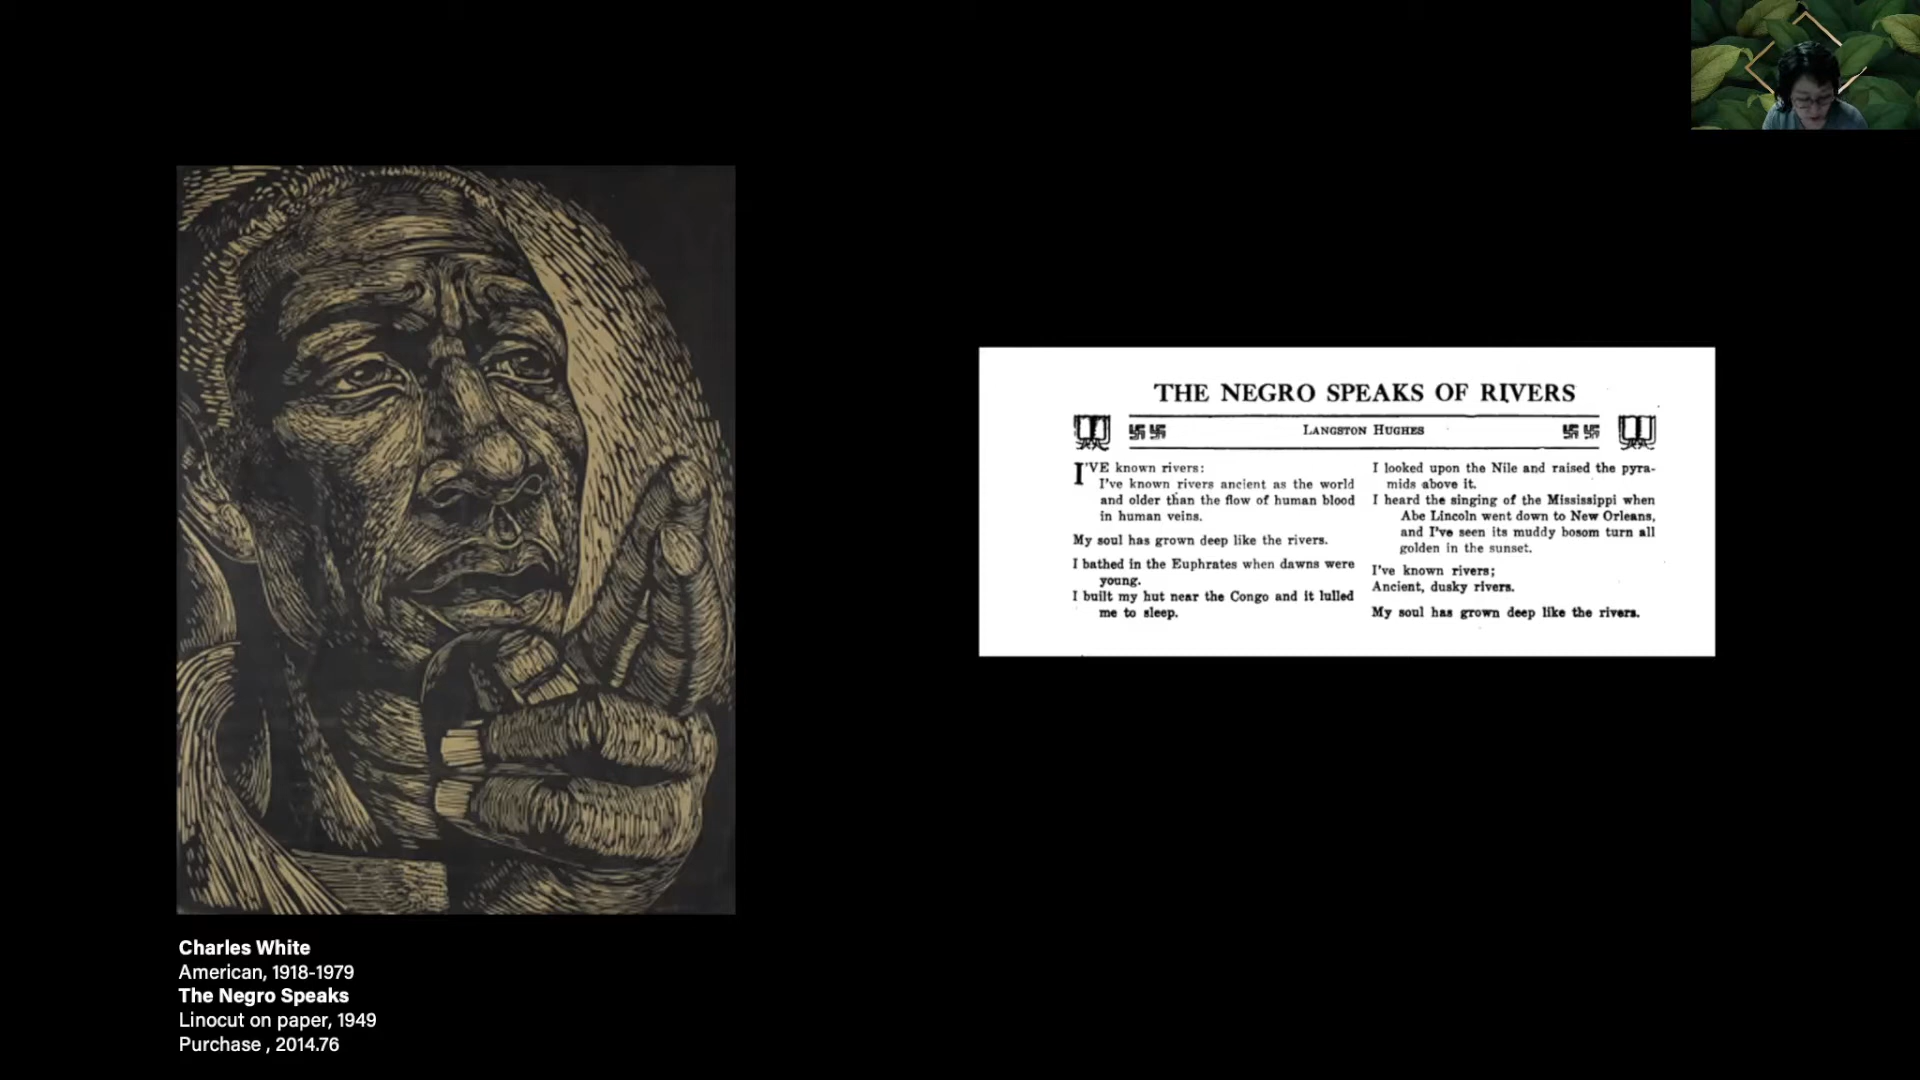 Charles White
American, 1918-1979
The Negro Speaks
Linocut on paper, 1949
Purchase , 2014.76
THE NEGRO SPEAKS OF RIVERS
LANGSTON HUGHES
I'VE known rivers:
I've known rivers ancient as the world
and older than the flow of human blood
in human veins.
My soul has grown deep like the rivers.
I bathed in the Euphrates when dawns were
young.
I built my hut near the Congo and it lulled
me to sleep.
I looked upon the Nile and raised the pyra-
mids above it.
I heard the singing of the Mississippi when
Abe Lincoln went down to New Orleans,
and I've seen its muddy bosom turn all
golden in the sunset.
I've known rivers;
Ancient, dusky rivers.
My soul has grown deep like the rivers.